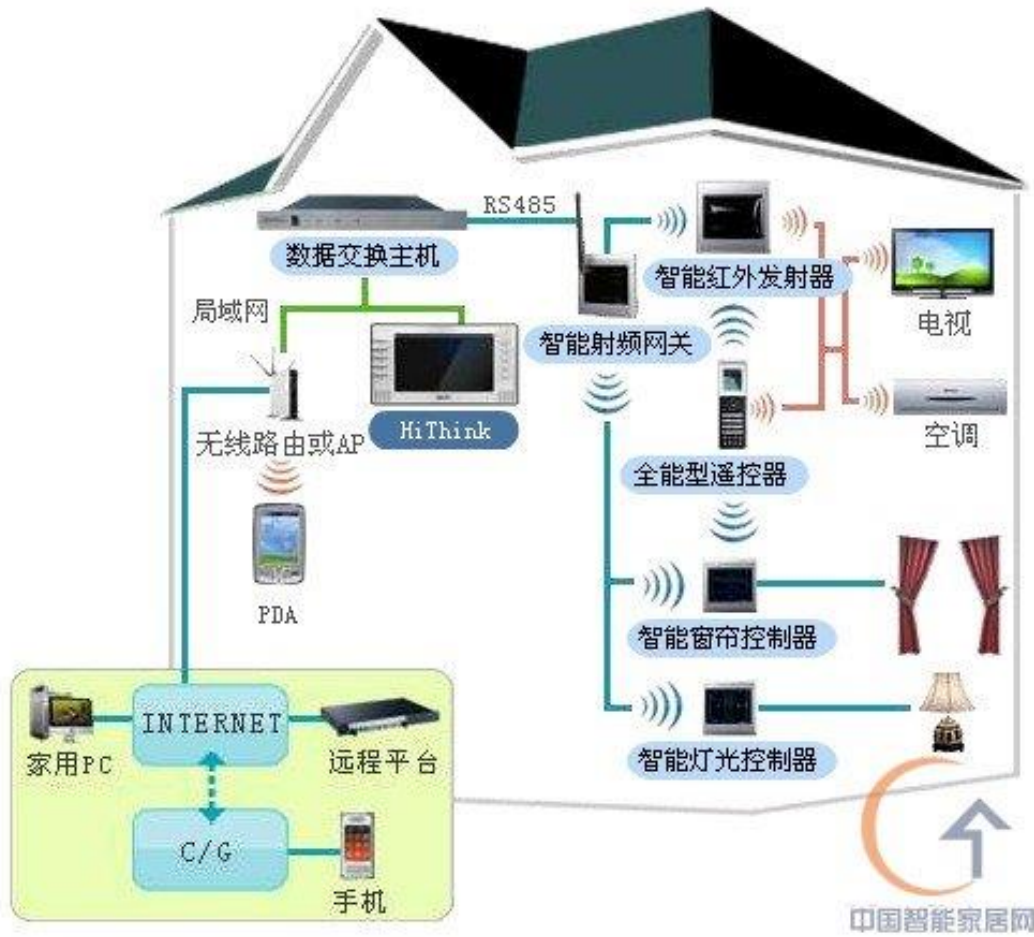 RS485
数据交换主机
智能红外发射器
局域网
电视
智能射频网关
HiThink
无线路由或AP
空调
全能型遥控器
PDA
智能窗帘控制器
INTERNET
家用PC
远程平台
智能灯光控制器
C/G
手机
中国智能家居网